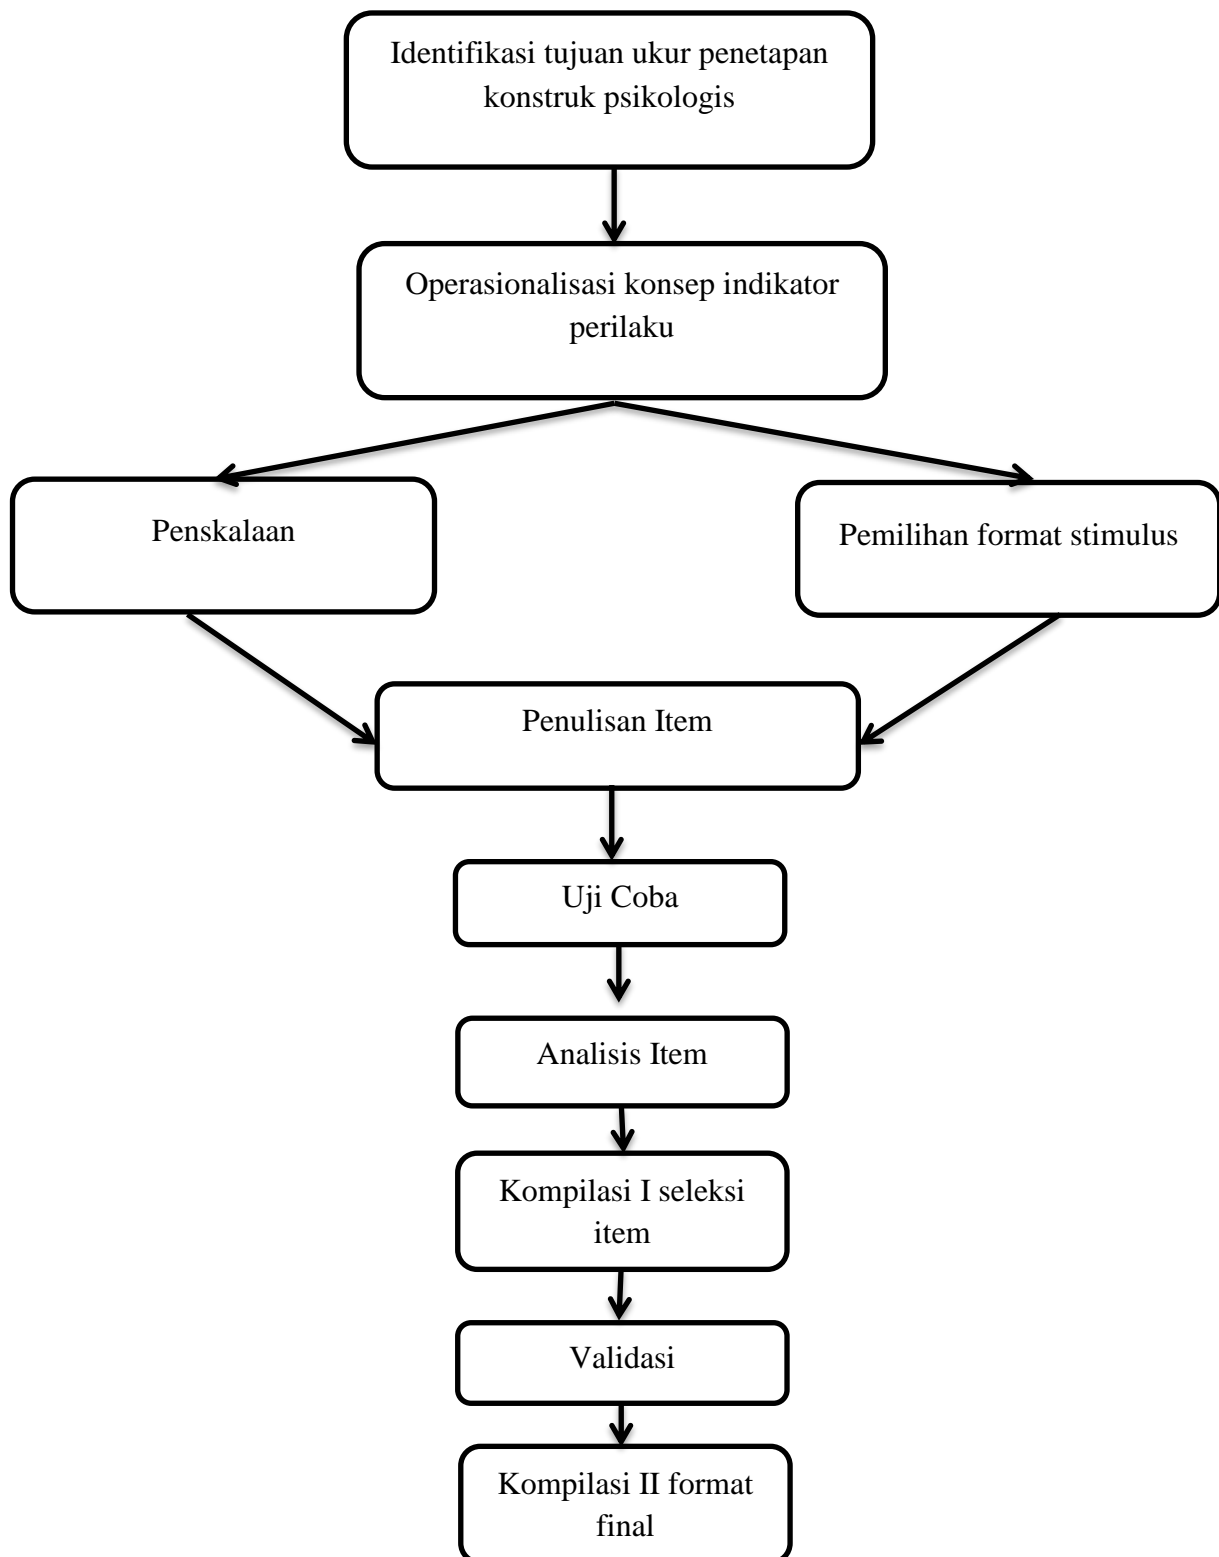 Identifikasi tujuan ukur penetapan
konstruk psikologis
Operasionalisasi konsep indikator
perilaku
Penskalaan
Pemilihan format stimulus
Penulisan Item
Uji Coba
Analisis Item
Kompilasi I seleksi
item
Validasi
Kompilasi II format
final